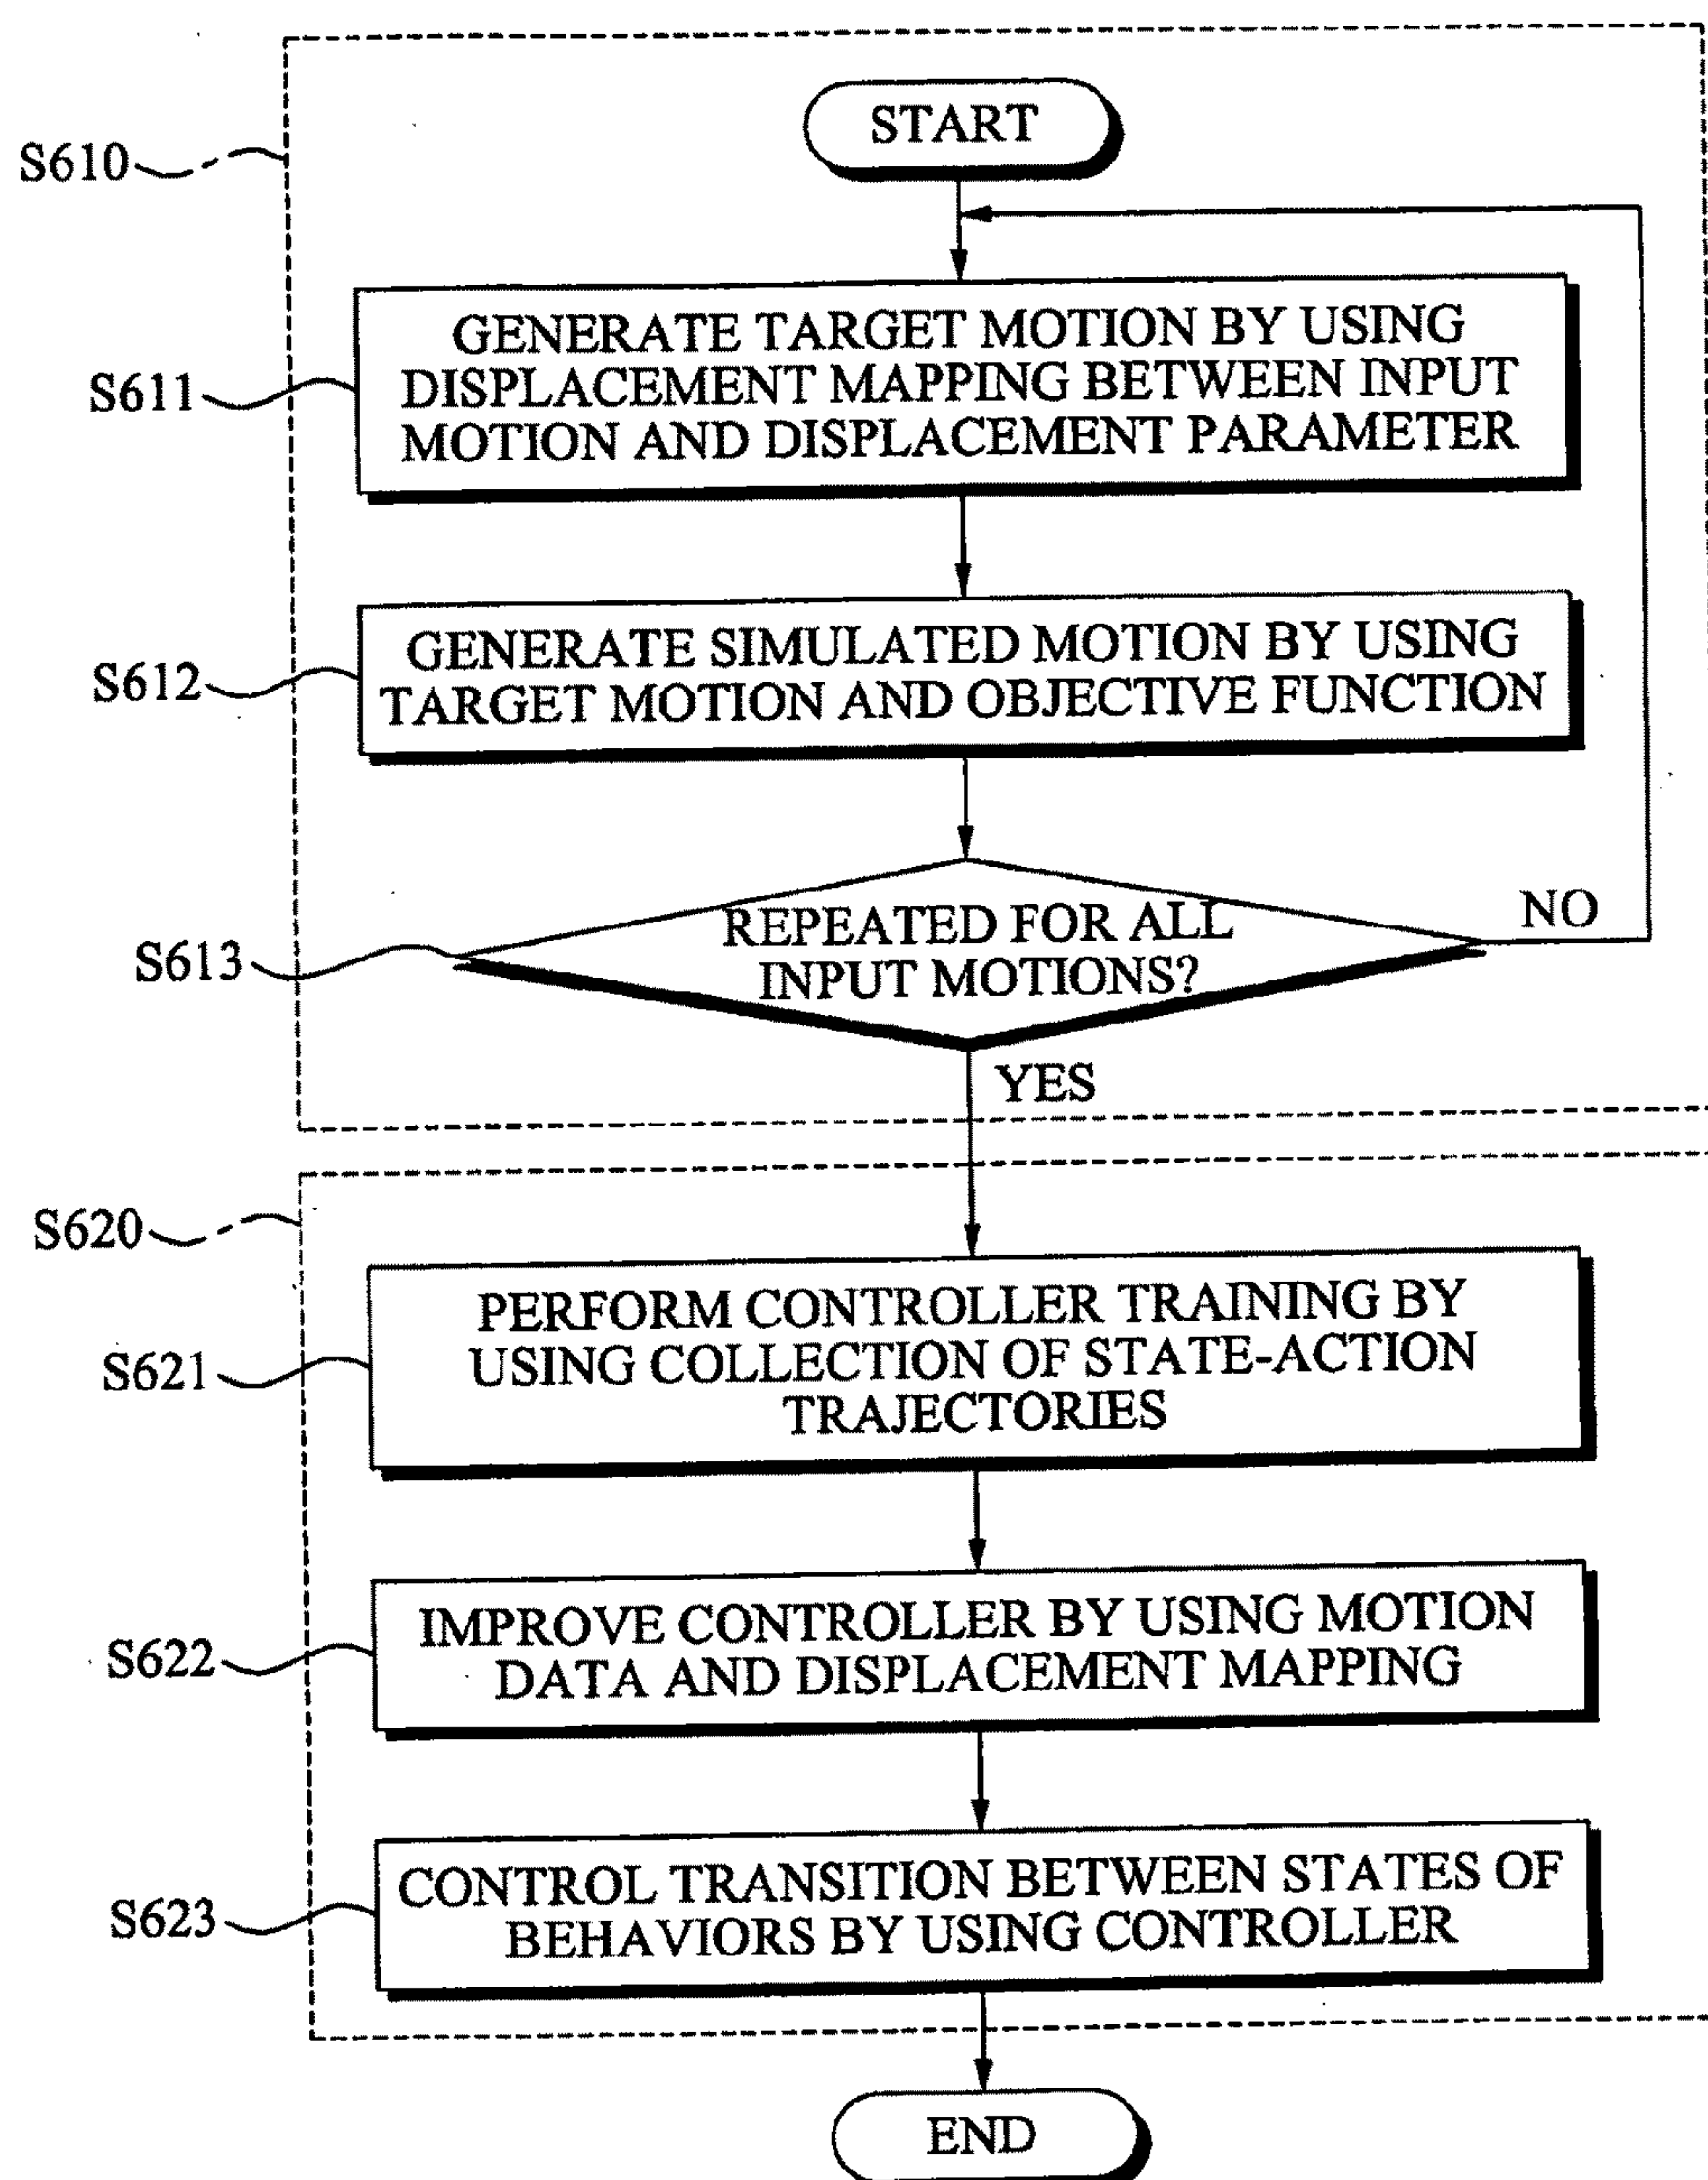 START
S610
GENERATE TARGET MOTION BY USING
DISPLACEMENT MAPPING BETWEEN INPUT
MOTION AND DISPLACEMENT PARAMETER
S611
GENERATE SIMULATED MOTION BY USING
TARGET MOTION AND OBJECTIVE FUNCTION
S612
REPEATED FOR ALL
INPUT MOTIONS?
NO
S613
YES
S620
PERFORM CONTROLLER TRAINING BY
USING COLLECTION OF STATE-ACTION
TRAJECTORIES
S621
IMPROVE CONTROLLER BY USING MOTION
DATA AND DISPLACEMENT MAPPING
S622
CONTROL TRANSITION BETWEEN STATES OF
BEHAVIORS BY USING CONTROLLER
S623
END